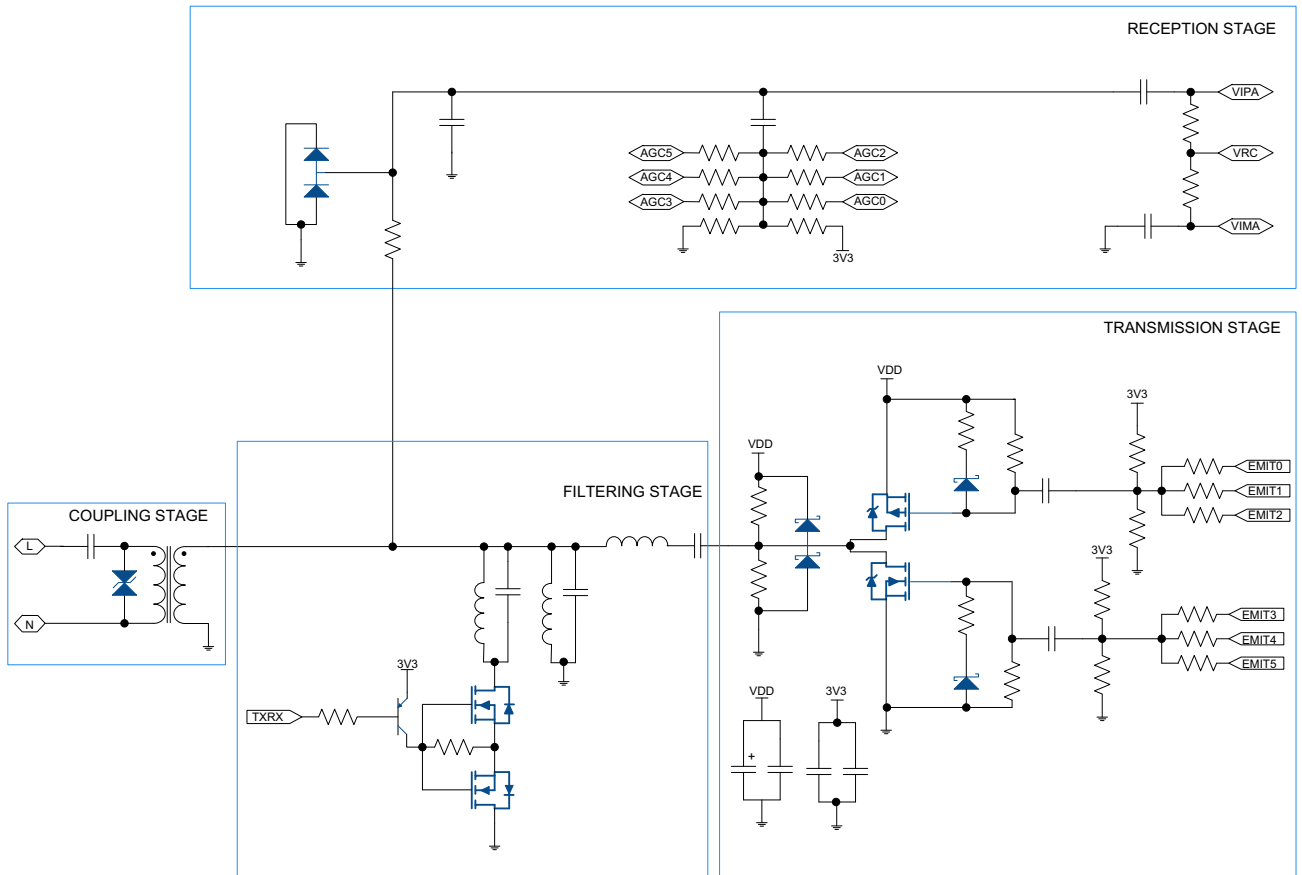 RECEPTION STAGE
VIPA
AGC5
AGC2
VRC
AGC4
AGC1
AGC3
AGC0
VIMA
3V3
TRANSMISSION STAGE
VDD
3V3
VDD
EMIT0
FILTERING STAGE
EMIT1
COUPLING STAGE
EMIT2
L
3V3
N
EMIT3
EMIT4
3V3
EMIT5
VDD
3V3
TXRX
+